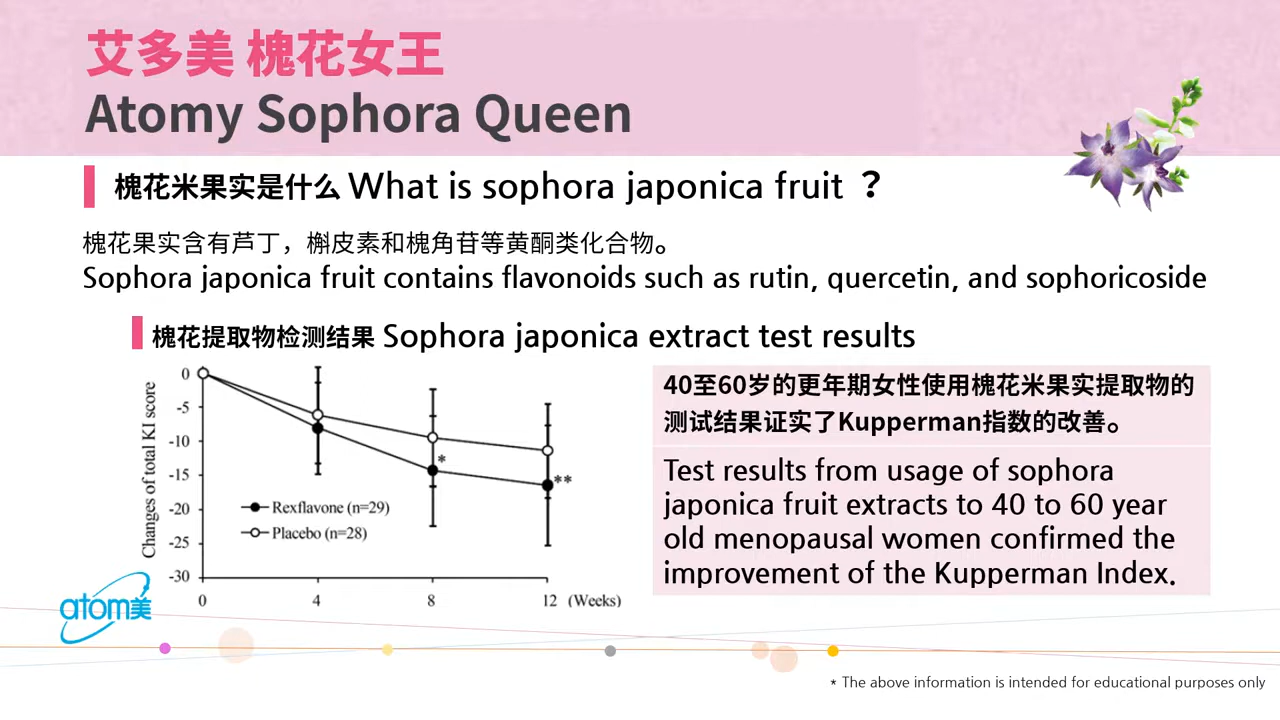 艾多美 槐花女王
Atomy Sophora Queen
槐花米果实是什么 What is sophora japonica fruit ？
槐花果实含有芦丁，槲皮素和槐角苷等黄酮类化合物。
Sophora japonica fruit contains flavonoids such as rutin, quercetin, and sophoricoside
槐花提取物检测结果 Sophora japonica extract test results
Changes of total KI score
0
-5
-10
-15
-20
-25
-30
*
**
Rexflavone (n=29)
Placebo (n=28)
0 4 8 12 (Weeks)
40至60岁的更年期女性使用槐花米果实提取物的
测试结果证实了Kupperman指数的改善。
Test results from usage of sophora
japonica fruit extracts to 40 to 60 year
old menopausal women confirmed the
improvement of the Kupperman Index.
atom美
* The above information is intended for educational purposes only